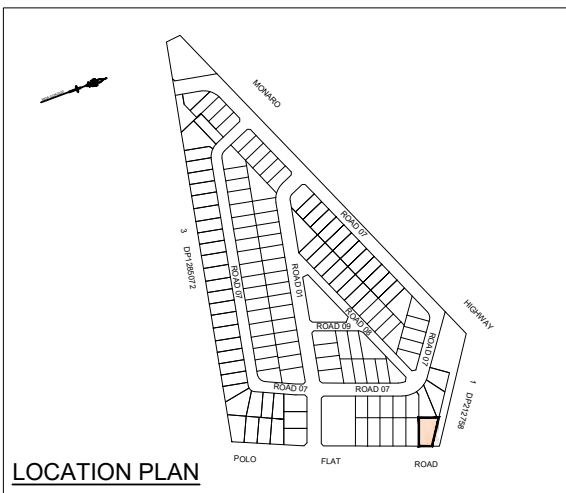 MONARO
ROAD 07
3 DP1285072
ROAD 07
ROAD 01
ROAD 08
HIGHWAY
ROAD 09
ROAD 07
ROAD 07
ROAD 07
1 DP212758
POLO FLAT ROAD
LOCATION PLAN